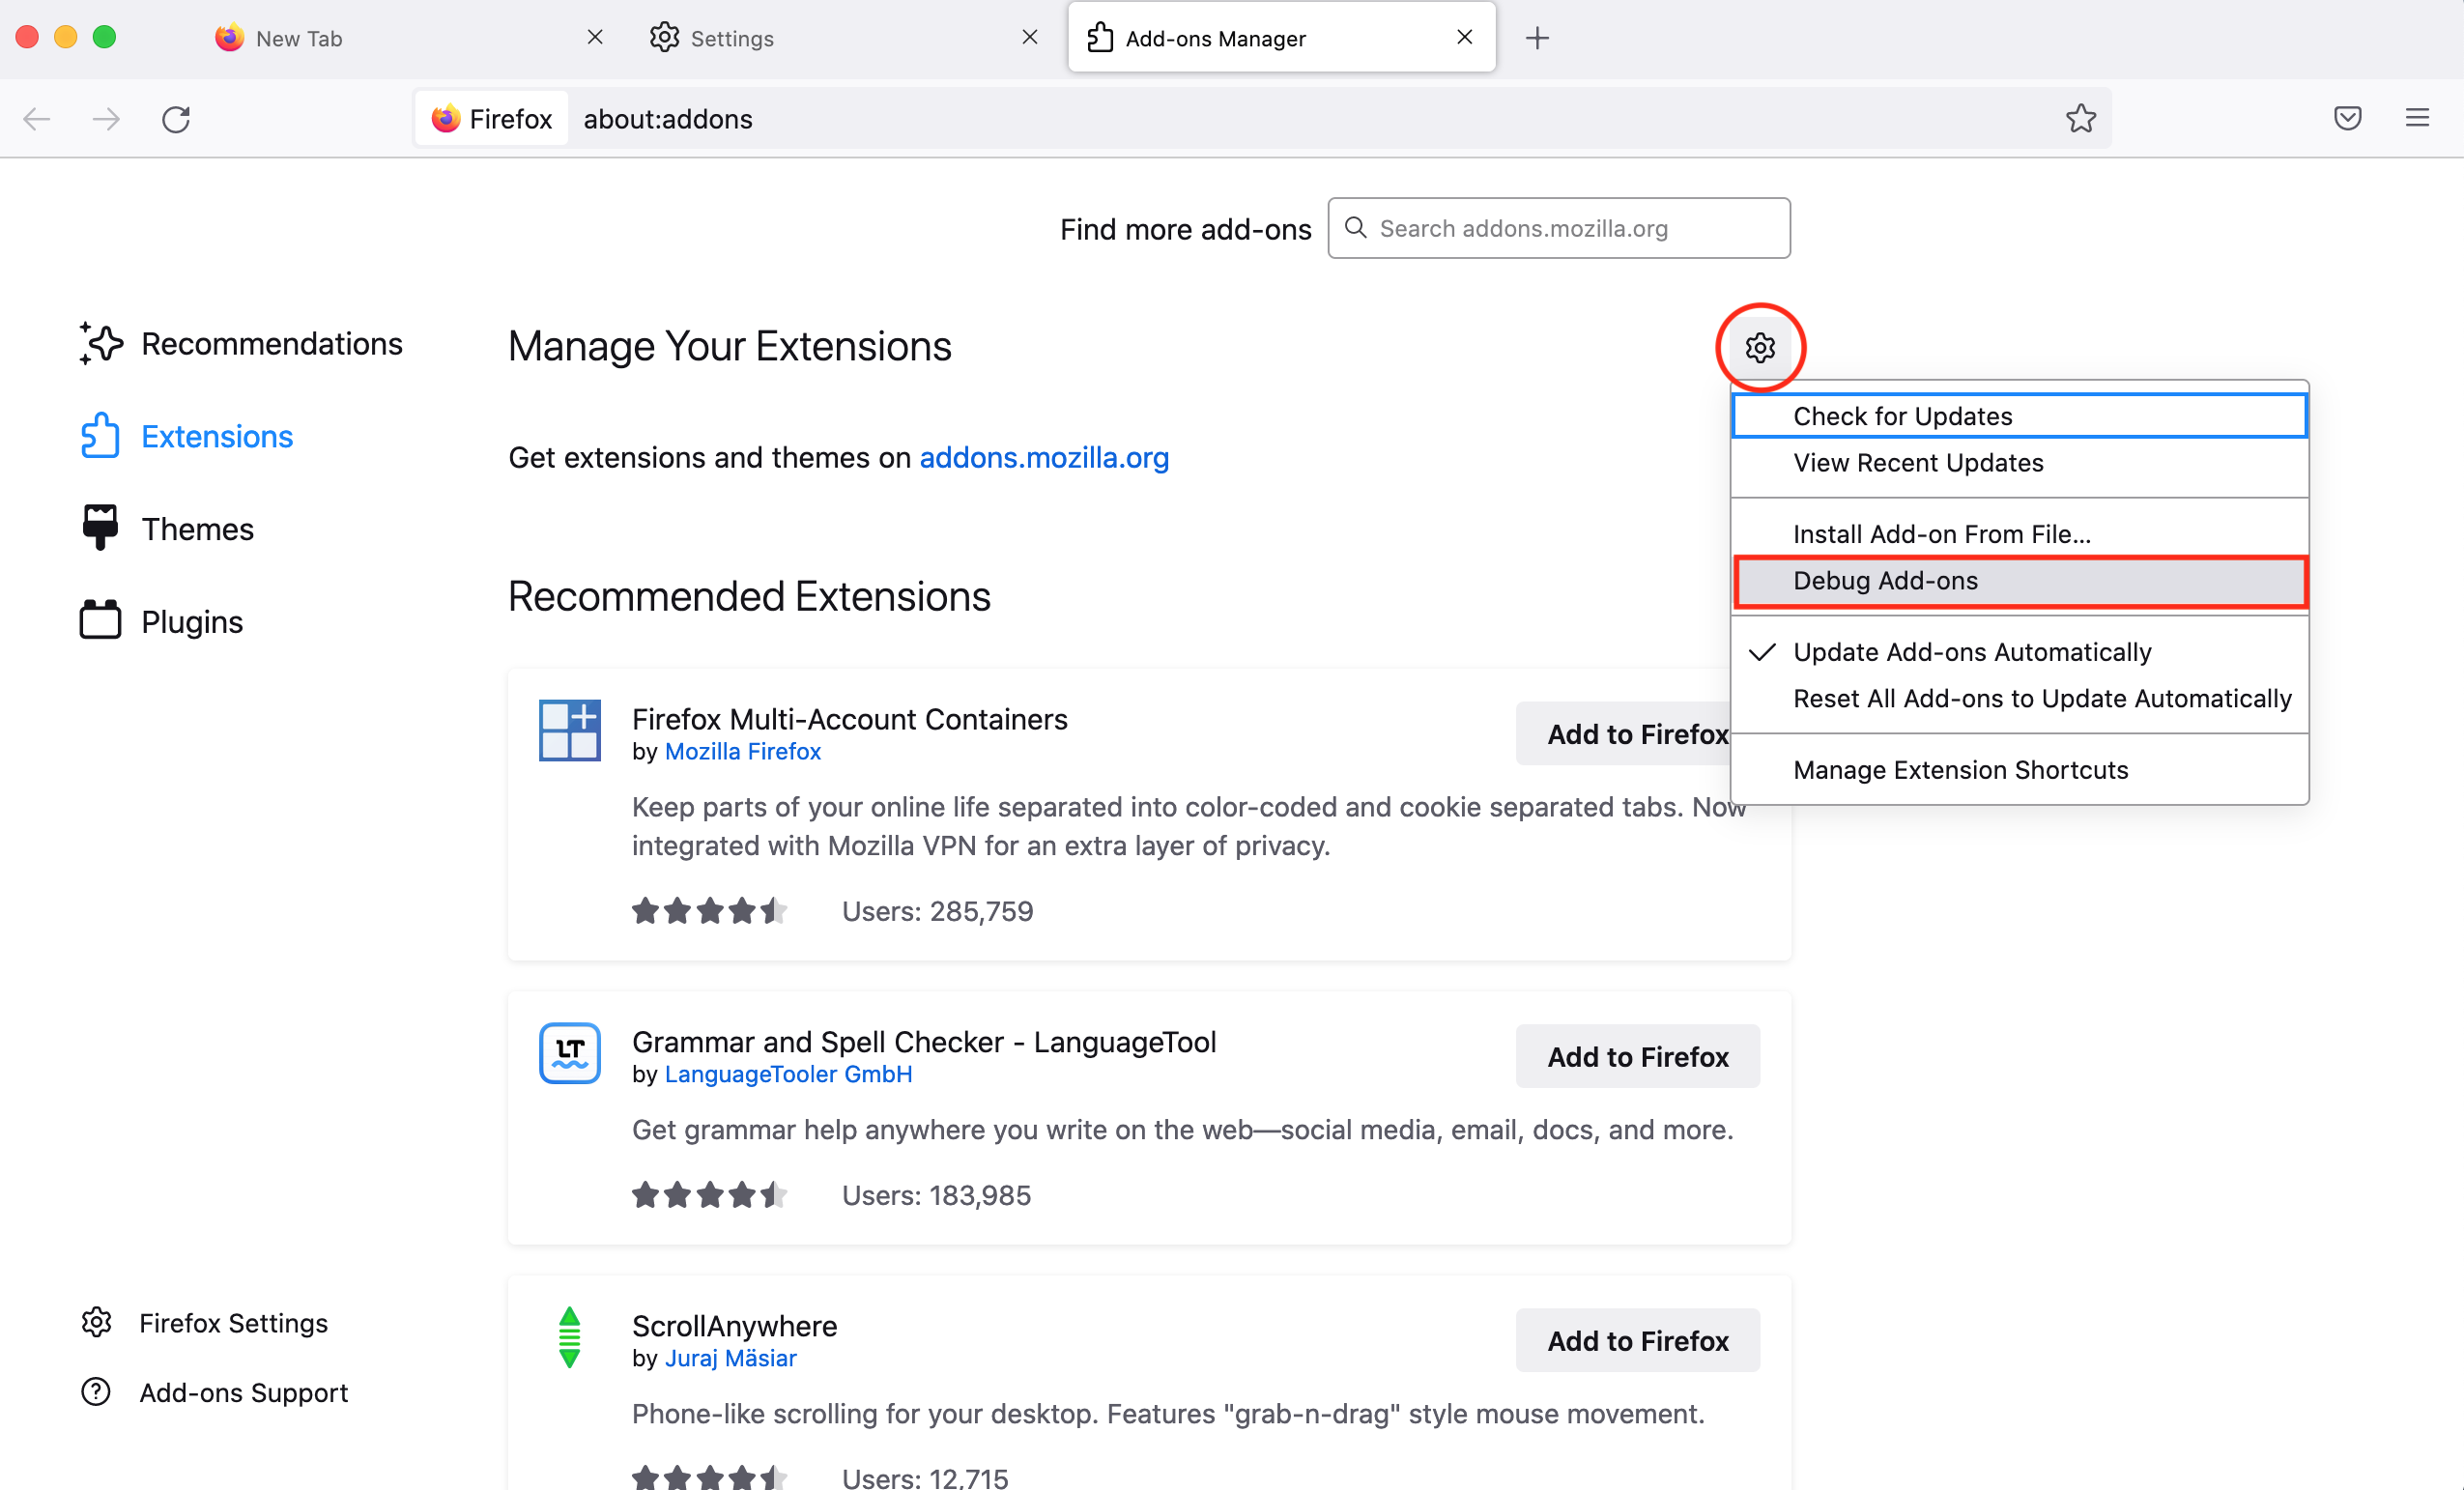 New Tab
Settings
Add-ons Manager
Firefox about:addons
Find more add-ons
Search addons.mozilla.org
Recommendations
Extensions
Themes
Plugins
Firefox Settings
Add-ons Support
Manage Your Extensions
Get extensions and themes on addons.mozilla.org
Recommended Extensions
Firefox Multi-Account Containers
by Mozilla Firefox
Add to Firefox
Keep parts of your online life separated into color-coded and cookie separated tabs. Now
integrated with Mozilla VPN for an extra layer of privacy.
Users: 285,759
LT
Grammar and Spell Checker - LanguageTool
by LanguageTooler GmbH
Add to Firefox
Get grammar help anywhere you write on the web—social media, email, docs, and more.
Users: 183,985
ScrollAnywhere
by Juraj Mäsiar
Add to Firefox
Phone-like scrolling for your desktop. Features "grab-n-drag" style mouse movement.
Users: 12,715
Check for Updates
View Recent Updates
Install Add-on From File...
Debug Add-ons
Update Add-ons Automatically
Reset All Add-ons to Update Automatically
Manage Extension Shortcuts